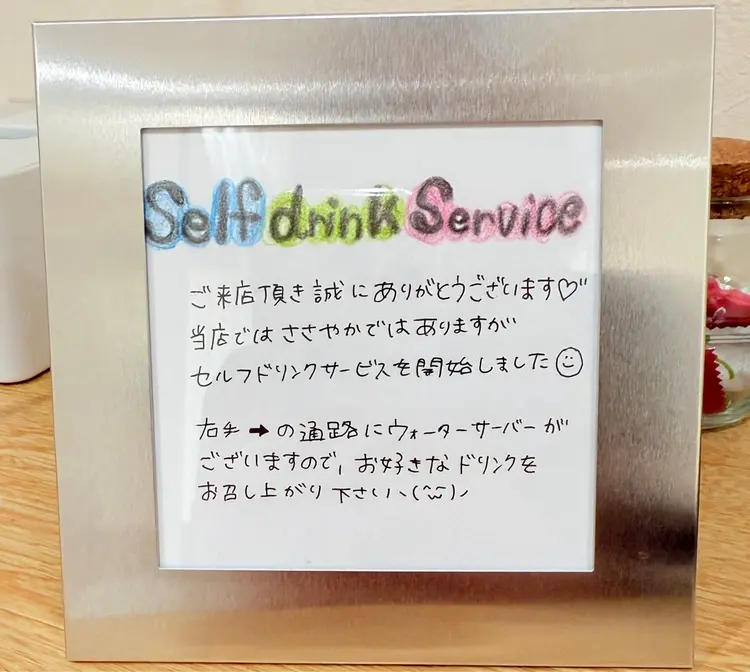 Self drink Service
ご来店頂き誠にありがとうございます♡
当店ではささやかではありますが
セルフドリンクサービスを開始しました☺
右手➡の通路にウォーターサーバーが
ございますので、お好きなドリンクを
お召し上がり下さいヽ(^^)ノ